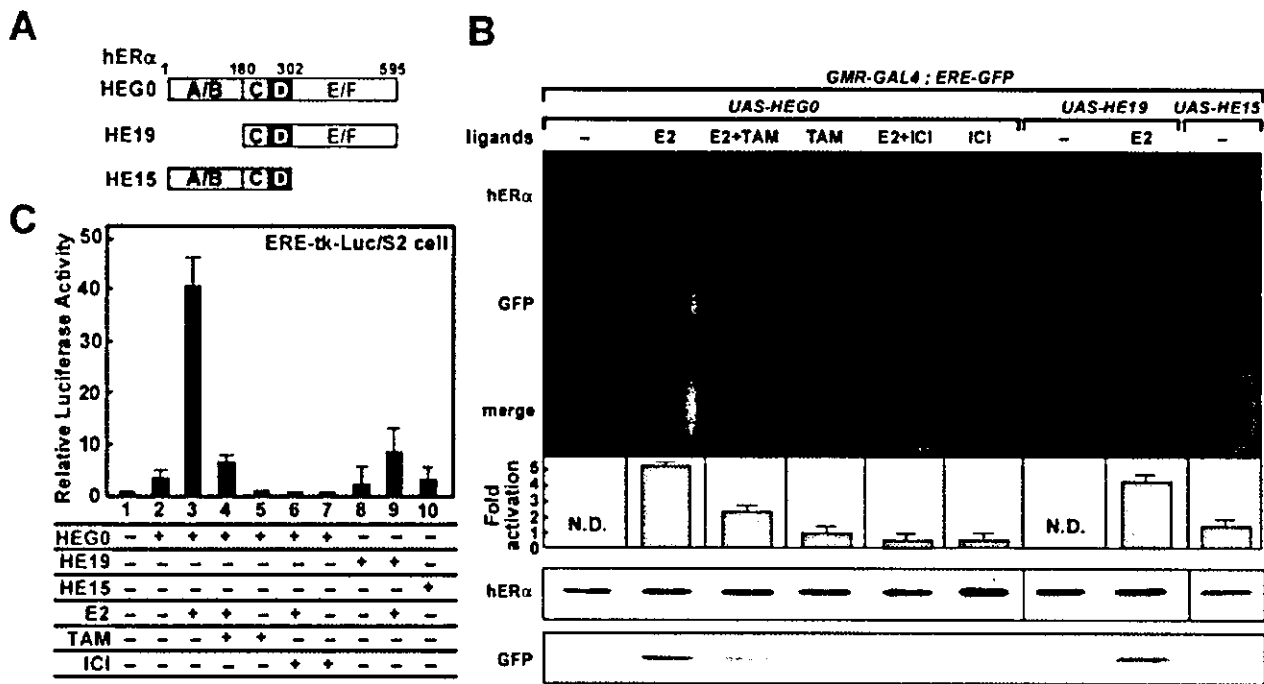 A
hERα
1 180 302 595
HEG0 A/B C D E/F
HE19 C D E/F
HE15 A/B C D
B
GMR-GAL4 ; ERE-GFP
UAS-HEG0 UAS-HE19 UAS-HE15
ligands – E2 E2+TAM TAM E2+ICI ICI – E2 –
hERα
GFP
merge
Fold activation
5
4
3
2
1
0
N.D. N.D.
hERα
GFP
C
ERE-tk-Luc/S2 cell
Relative Luciferase Activity
50
40
30
20
10
0
1 2 3 4 5 6 7 8 9 10
HEG0 – + + + + + + – – –
HE19 – – – – – – – + + –
HE15 – – – – – – – – – +
E2 – – + + – + – – + –
TAM – – – + + – – – – –
ICI – – – – – + + – – –